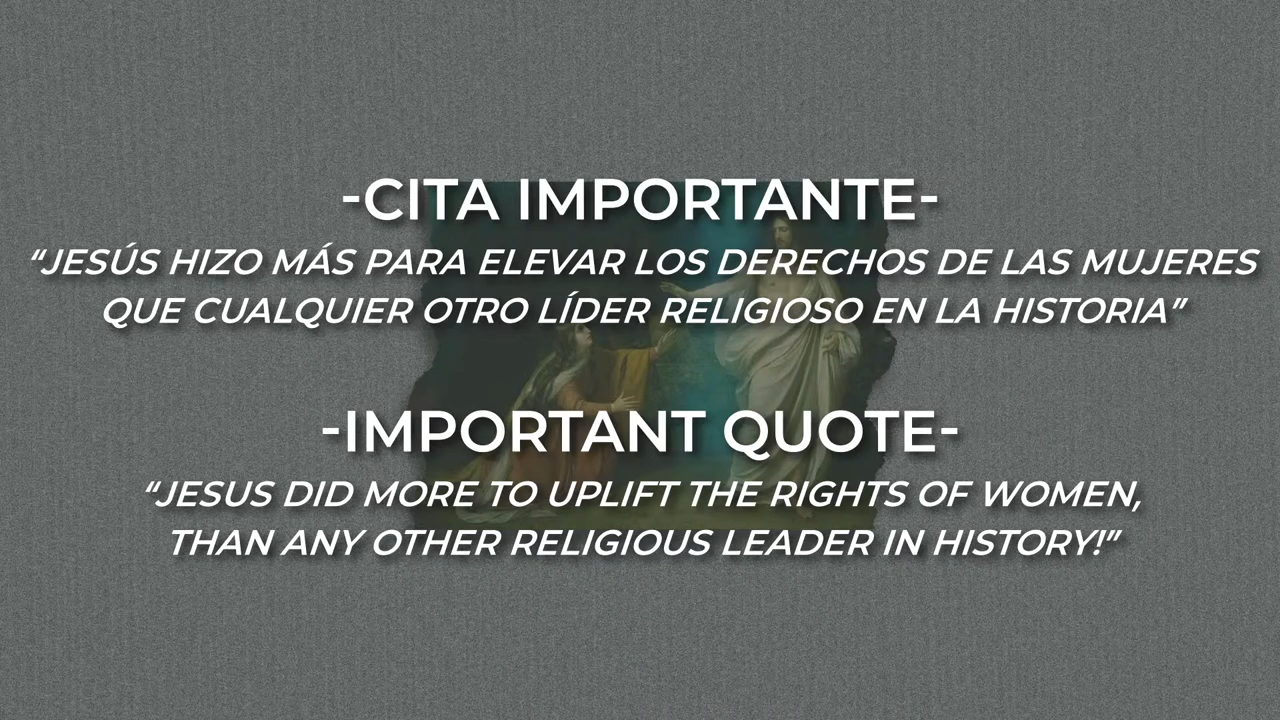 -CITA IMPORTANTE-
“JESÚS HIZO MÁS PARA ELEVAR LOS DERECHOS DE LAS MUJERES
QUE CUALQUIER OTRO LÍDER RELIGIOSO EN LA HISTORIA”
-IMPORTANT QUOTE-
“JESUS DID MORE TO UPLIFT THE RIGHTS OF WOMEN,
THAN ANY OTHER RELIGIOUS LEADER IN HISTORY!”